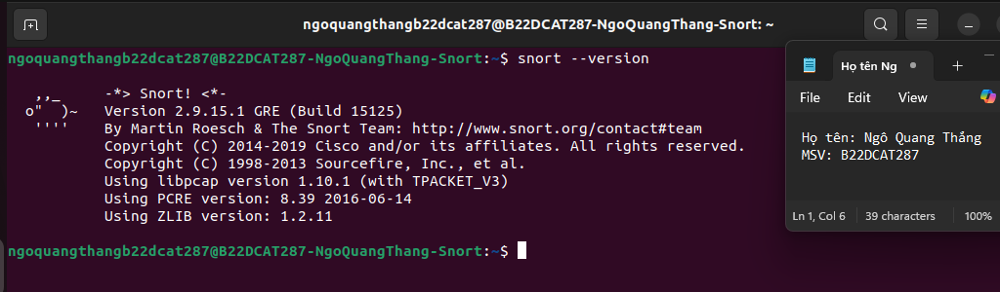 ngoquangthangb22dcat287@B22DCAT287-NgoQuangThang-Snort: ~
ngoquangthangb22dcat287@B22DCAT287-NgoQuangThang-Snort:~$ snort --version
,,_     -*> Snort! <*-
o"  )~   Version 2.9.15.1 GRE (Build 15125)
''''    By Martin Roesch & The Snort Team: http://www.snort.org/contact#team
Copyright (C) 2014-2019 Cisco and/or its affiliates. All rights reserved.
Copyright (C) 1998-2013 Sourcefire, Inc., et al.
Using libpcap version 1.10.1 (with TPACKET_V3)
Using PCRE version: 8.39 2016-06-14
Using ZLIB version: 1.2.11
ngoquangthangb22dcat287@B22DCAT287-NgoQuangThang-Snort:~$
Họ tên Ng
File Edit View
Họ tên: Ngô Quang Thắng
MSV: B22DCAT287
Ln 1, Col 6 39 characters 100%